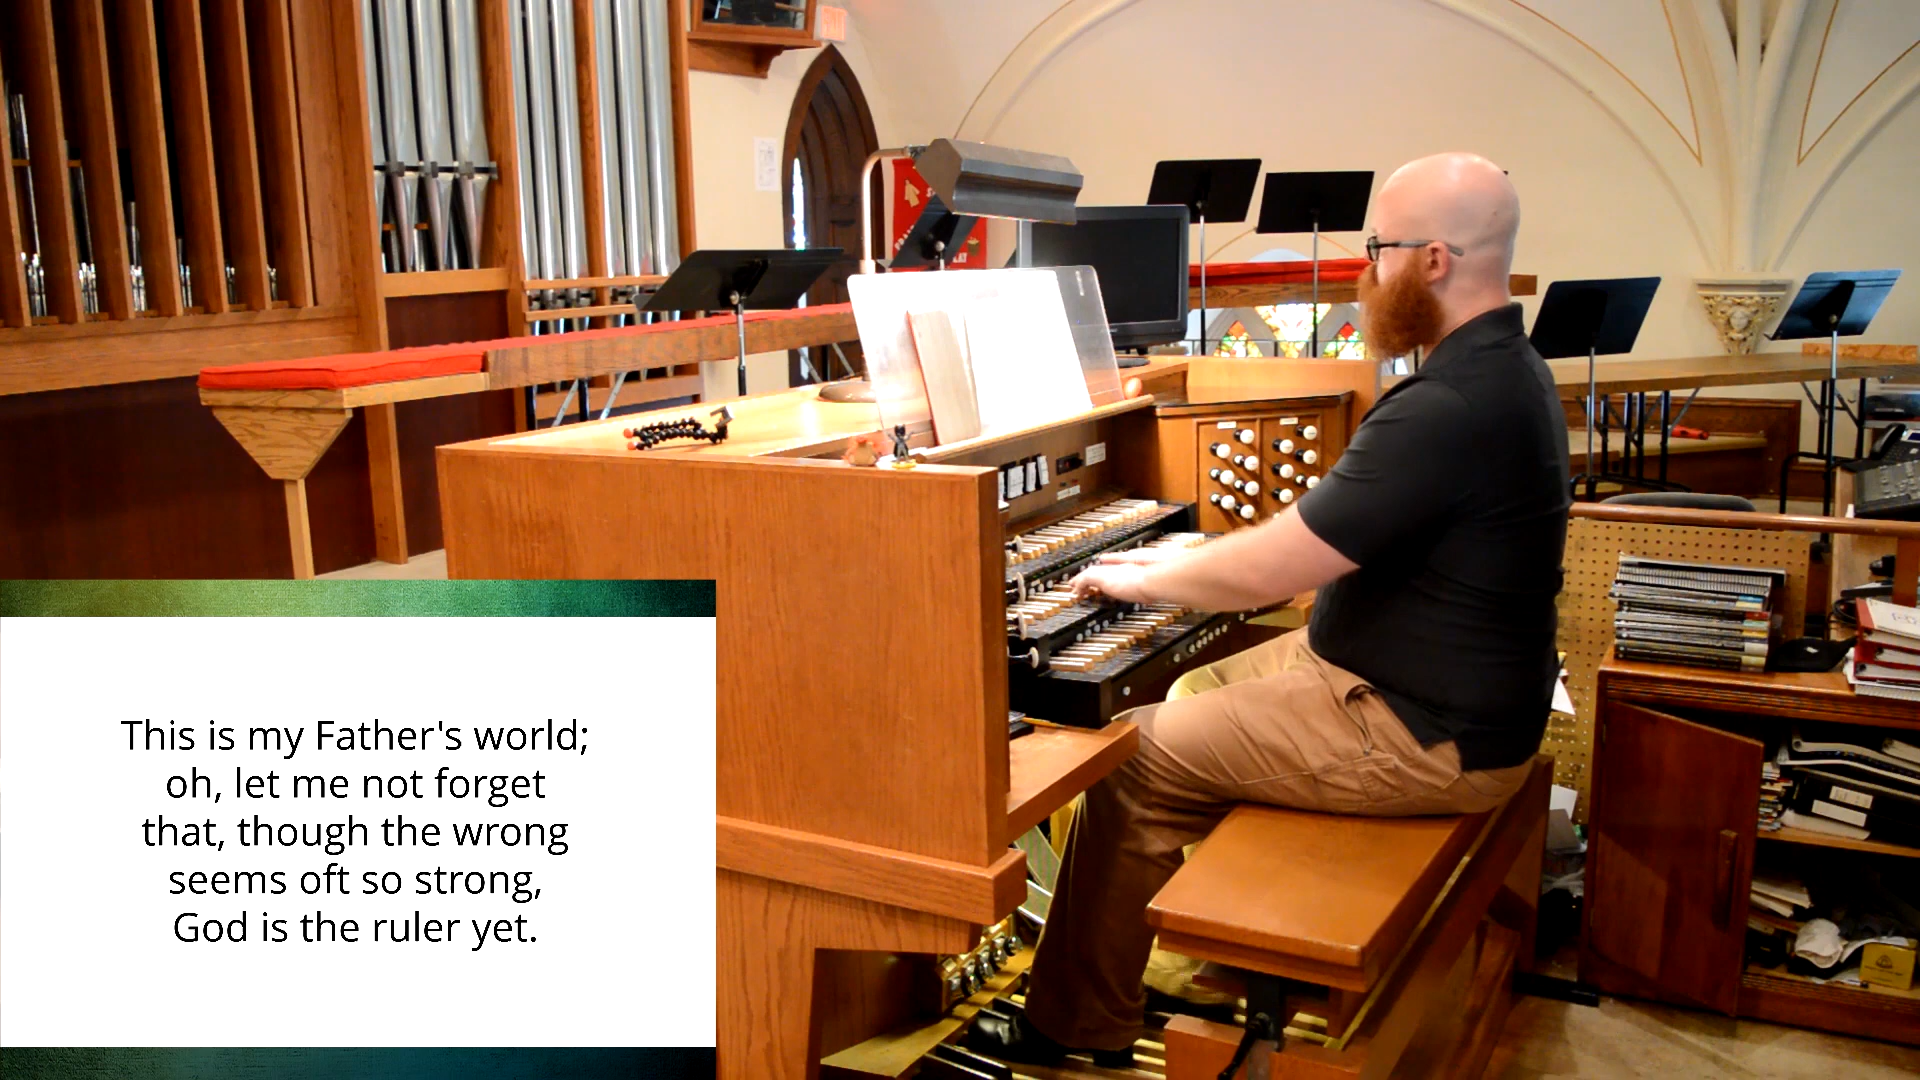 This is my Father's world;
oh, let me not forget
that, though the wrong
seems oft so strong,
God is the ruler yet.